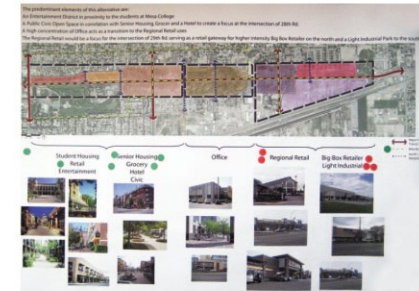 The predominent elements of this alternative are:
An Entertainment District in proximity to the students at Mesa College
A Public Civic Open Space in correlation with Senior Housing, Grocer and a Hotel to create a focus at the intersection of 28th Rd.
A high concentration of Office acts as a transition to the Regional Retail uses
The Regional Retail would be a focus for the intersection of 29th Rd. serving as a retail gateway for higher intensity Big Box Retailer on the north and a Light Industrial Park to the south
Student Housing
Retail
Entertainment
Senior Housing
Grocery
Hotel
Civic
Office
Regional Retail
Big Box Retailer
Light Industrial